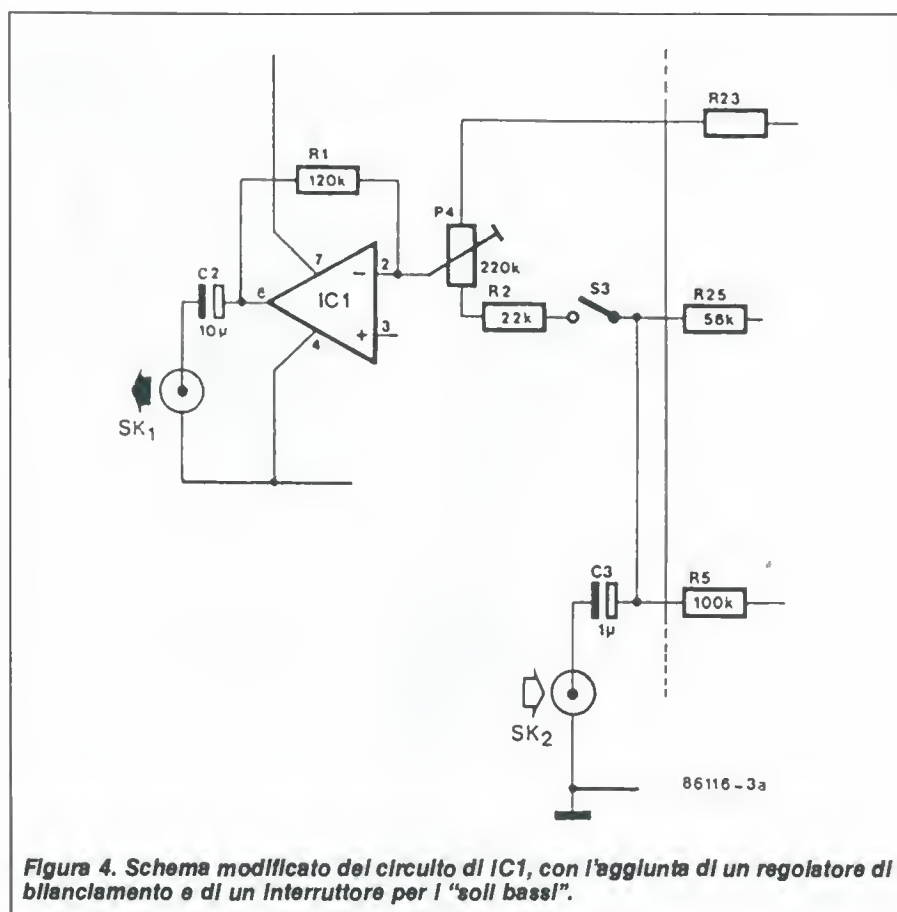 R23
R1
120k
P4
220k
7
2
C2
6
IC1
R2
S3
R25
10µ
+
3
4
22k
56k
SK1
C3
R5
1µ
100k
SK2
86116-3a
Figura 4. Schema modificato del circuito di IC1, con l'aggiunta di un regolatore di
bilanciamento e di un interruttore per i "soli bassi".